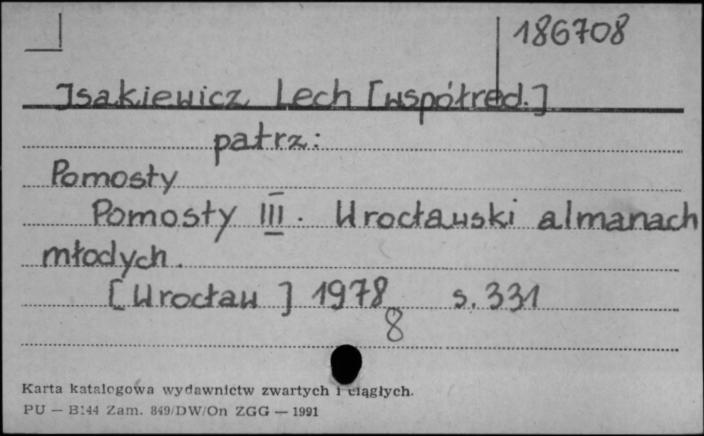 186708
Isakiewicz Lech [współred.]
patrz:
Pomosty
Pomosty III. Wrocławski almanach
młodych.
[Wrocław] 1978 s. 331
8
Karta katalogowa wydawnictw zwartych i ciągłych.
PU — B144 Zam. 849/DW/On ZGG — 1991